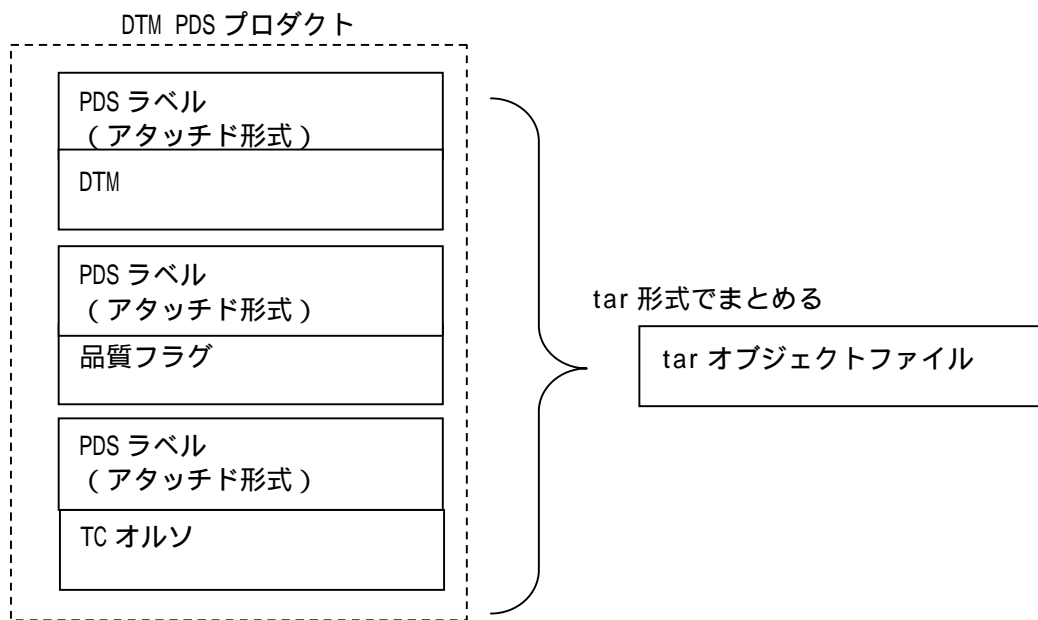 DTM PDS プロダクト
PDS ラベル
(アタッチド形式)
DTM
PDS ラベル
(アタッチド形式)
品質フラグ
PDS ラベル
(アタッチド形式)
TC オルソ
tar 形式でまとめる
tar オブジェクトファイル